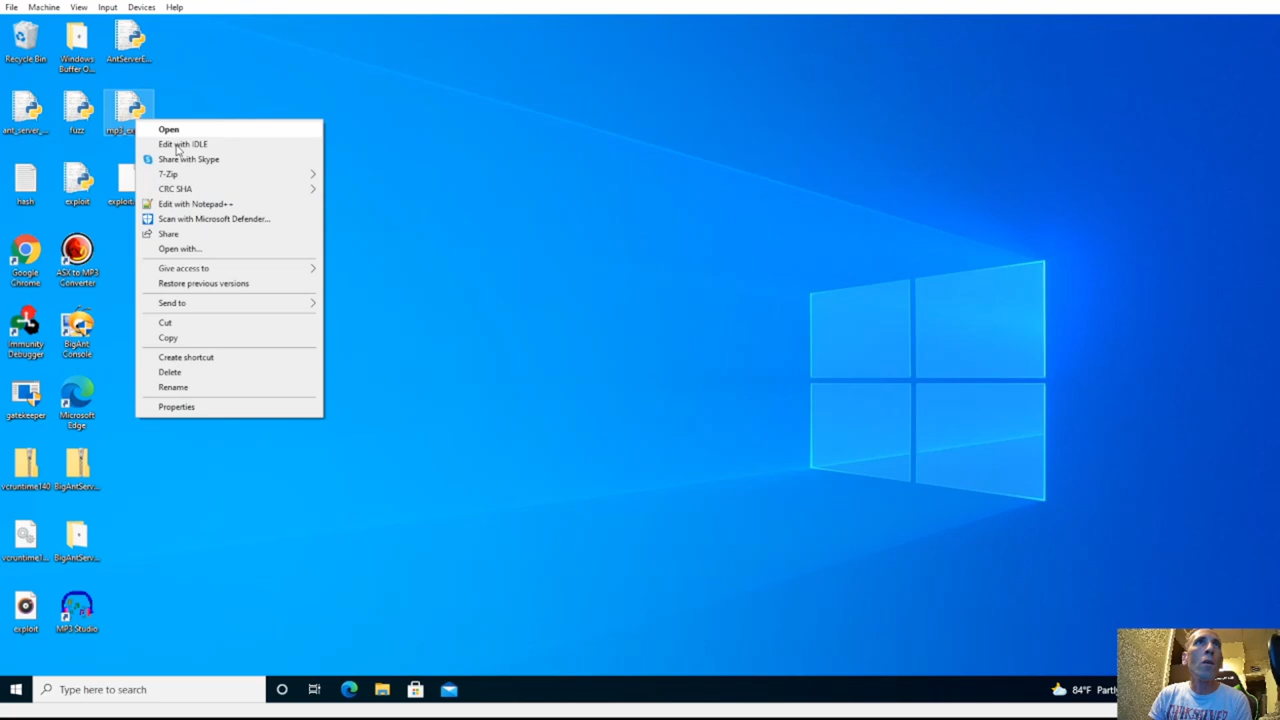 File Machine View Input Devices Help
Recycle Bin
Windows
Buffer O...
AntServerE...
ant_server_...
fuzz
mp3_ex
hash
exploit
exploit.
Google
Chrome
ASX to MP3
Converter
Immunity
Debugger
BigAnt
Console
gatekeeper
Microsoft
Edge
vcruntime140
BigAntServ...
vcruntime1...
BigAntServ...
exploit
MP3 Studio
Open
Edit with IDLE
Share with Skype
7-Zip
CRC SHA
Edit with Notepad++
Scan with Microsoft Defender...
Share
Open with...
Give access to
Restore previous versions
Send to
Cut
Copy
Create shortcut
Delete
Rename
Properties
Type here to search
84°F Partly